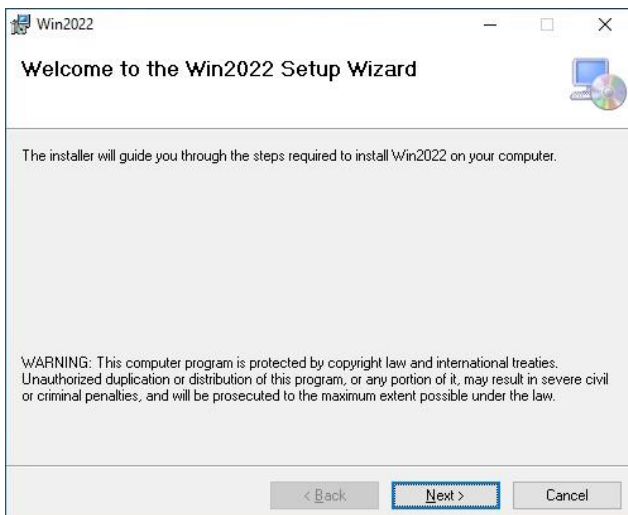 Win2022
Welcome to the Win2022 Setup Wizard
The installer will guide you through the steps required to install Win2022 on your computer.
WARNING: This computer program is protected by copyright law and international treaties.
Unauthorized duplication or distribution of this program, or any portion of it, may result in severe civil
or criminal penalties, and will be prosecuted to the maximum extent possible under the law.
< Back
Next >
Cancel